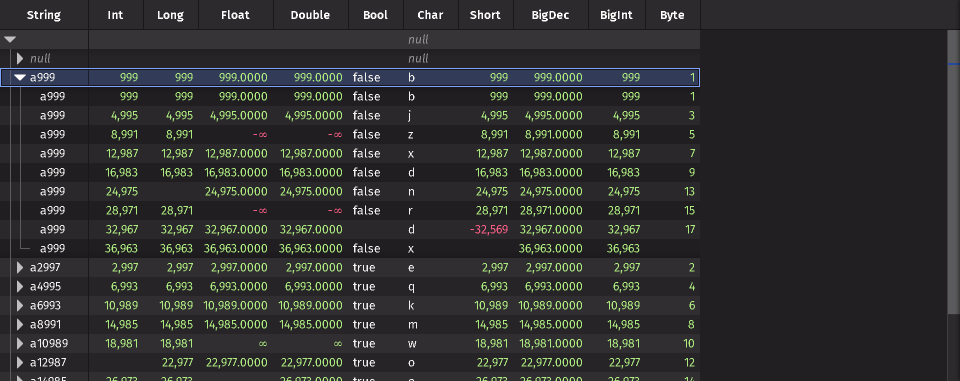 String Int Long Float Double Bool Char Short BigDec BigInt Byte
null
null null
a999 999 999 999.0000 999.0000 false b 999 999.0000 999 1
a999 999 999 999.0000 999.0000 false b 999 999.0000 999 1
a999 4,995 4,995 4,995.0000 4,995.0000 false j 4,995 4,995.0000 4,995 3
a999 8,991 8,991 -∞ -∞ false z 8,991 8,991.0000 8,991 5
a999 12,987 12,987 12,987.0000 12,987.0000 false x 12,987 12,987.0000 12,987 7
a999 16,983 16,983 16,983.0000 16,983.0000 false d 16,983 16,983.0000 16,983 9
a999 24,975 24,975.0000 24,975.0000 false n 24,975 24,975.0000 24,975 13
a999 28,971 28,971 -∞ -∞ false r 28,971 28,971.0000 28,971 15
a999 32,967 32,967 32,967.0000 32,967.0000 d -32,569 32,967.0000 32,967 17
a999 36,963 36,963 36,963.0000 36,963.0000 false x 36,963.0000 36,963
a2997 2,997 2,997 2,997.0000 2,997.0000 true e 2,997 2,997.0000 2,997 2
a4995 6,993 6,993 6,993.0000 6,993.0000 true q 6,993 6,993.0000 6,993 4
a6993 10,989 10,989 10,989.0000 10,989.0000 true k 10,989 10,989.0000 10,989 6
a8991 14,985 14,985 14,985.0000 14,985.0000 true m 14,985 14,985.0000 14,985 8
a10989 18,981 18,981 ∞ ∞ true w 18,981 18,981.0000 18,981 10
a12987 22,977 22,977.0000 22,977.0000 true o 22,977 22,977.0000 22,977 12